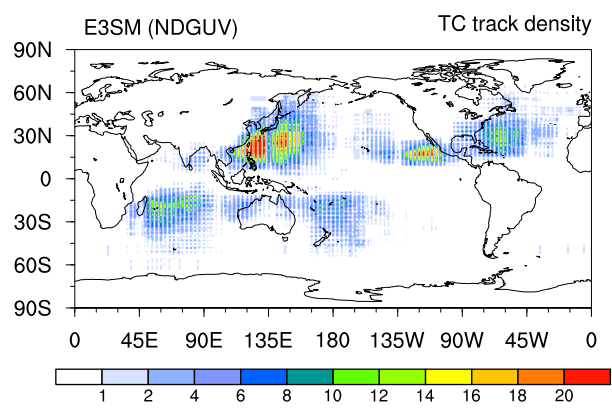 E3SM (NDGUV) TC track density
90N
60N
30N
0
30S
60S
90S
0 45E 90E 135E 180 135W 90W 45W 0
1 2 4 6 8 10 12 14 16 18 20